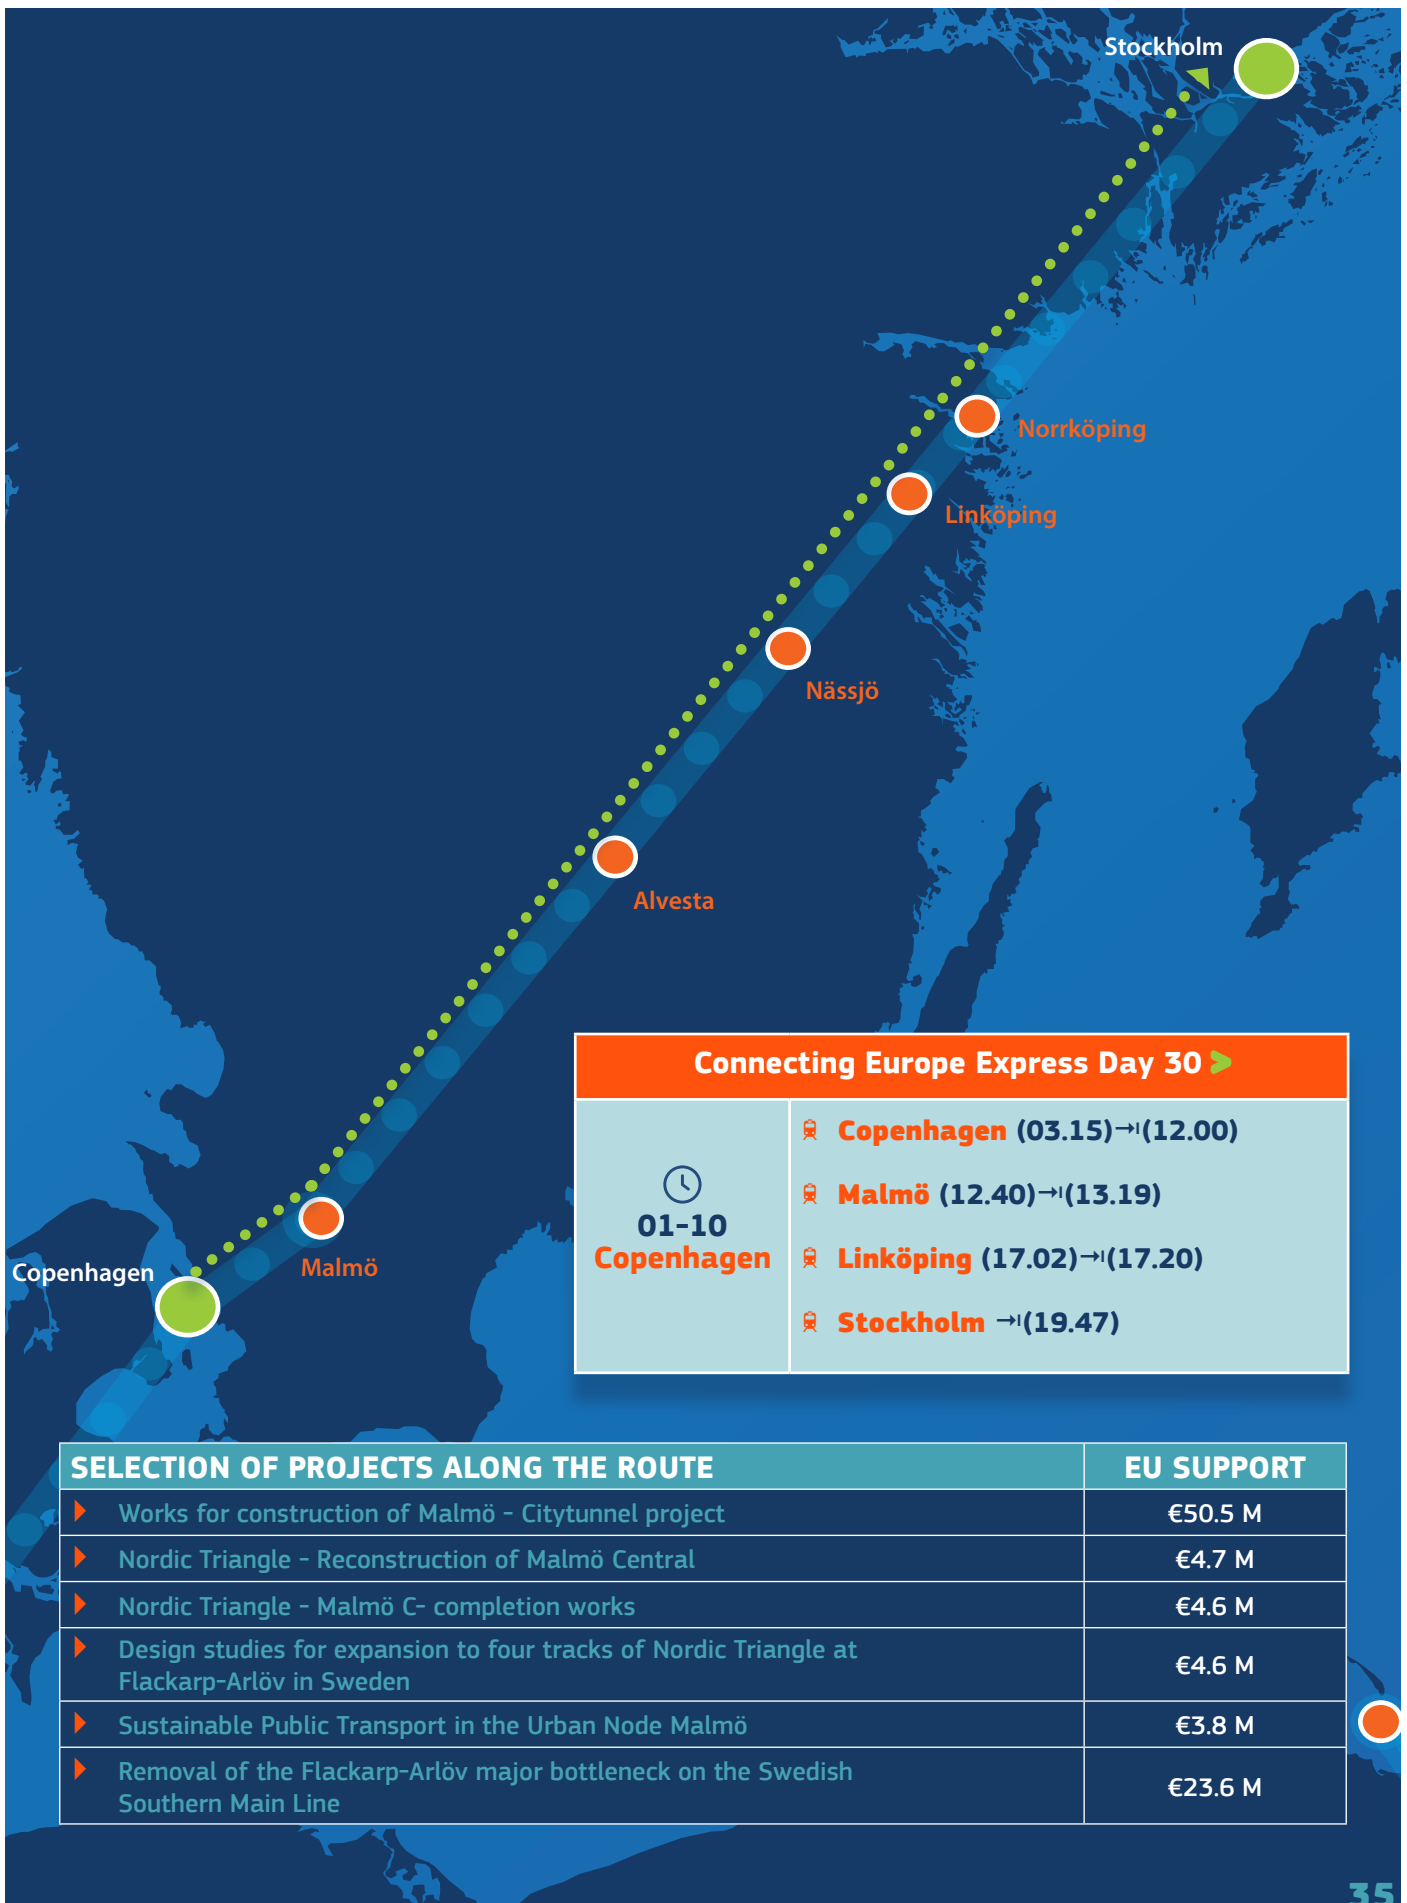 Stockholm
Norrköping
Linköping
Nässjö
Alvesta
Malmö
Copenhagen
Connecting Europe Express Day 30 >
01-10
Copenhagen
Copenhagen (03.15)→(12.00)
Malmö (12.40)→(13.19)
Linköping (17.02)→(17.20)
Stockholm →(19.47)
SELECTION OF PROJECTS ALONG THE ROUTE EU SUPPORT
Works for construction of Malmö - Citytunnel project €50.5 M
Nordic Triangle - Reconstruction of Malmö Central €4.7 M
Nordic Triangle - Malmö C- completion works €4.6 M
Design studies for expansion to four tracks of Nordic Triangle at
Flackarp-Arlöv in Sweden €4.6 M
Sustainable Public Transport in the Urban Node Malmö €3.8 M
Removal of the Flackarp-Arlöv major bottleneck on the Swedish
Southern Main Line €23.6 M
35